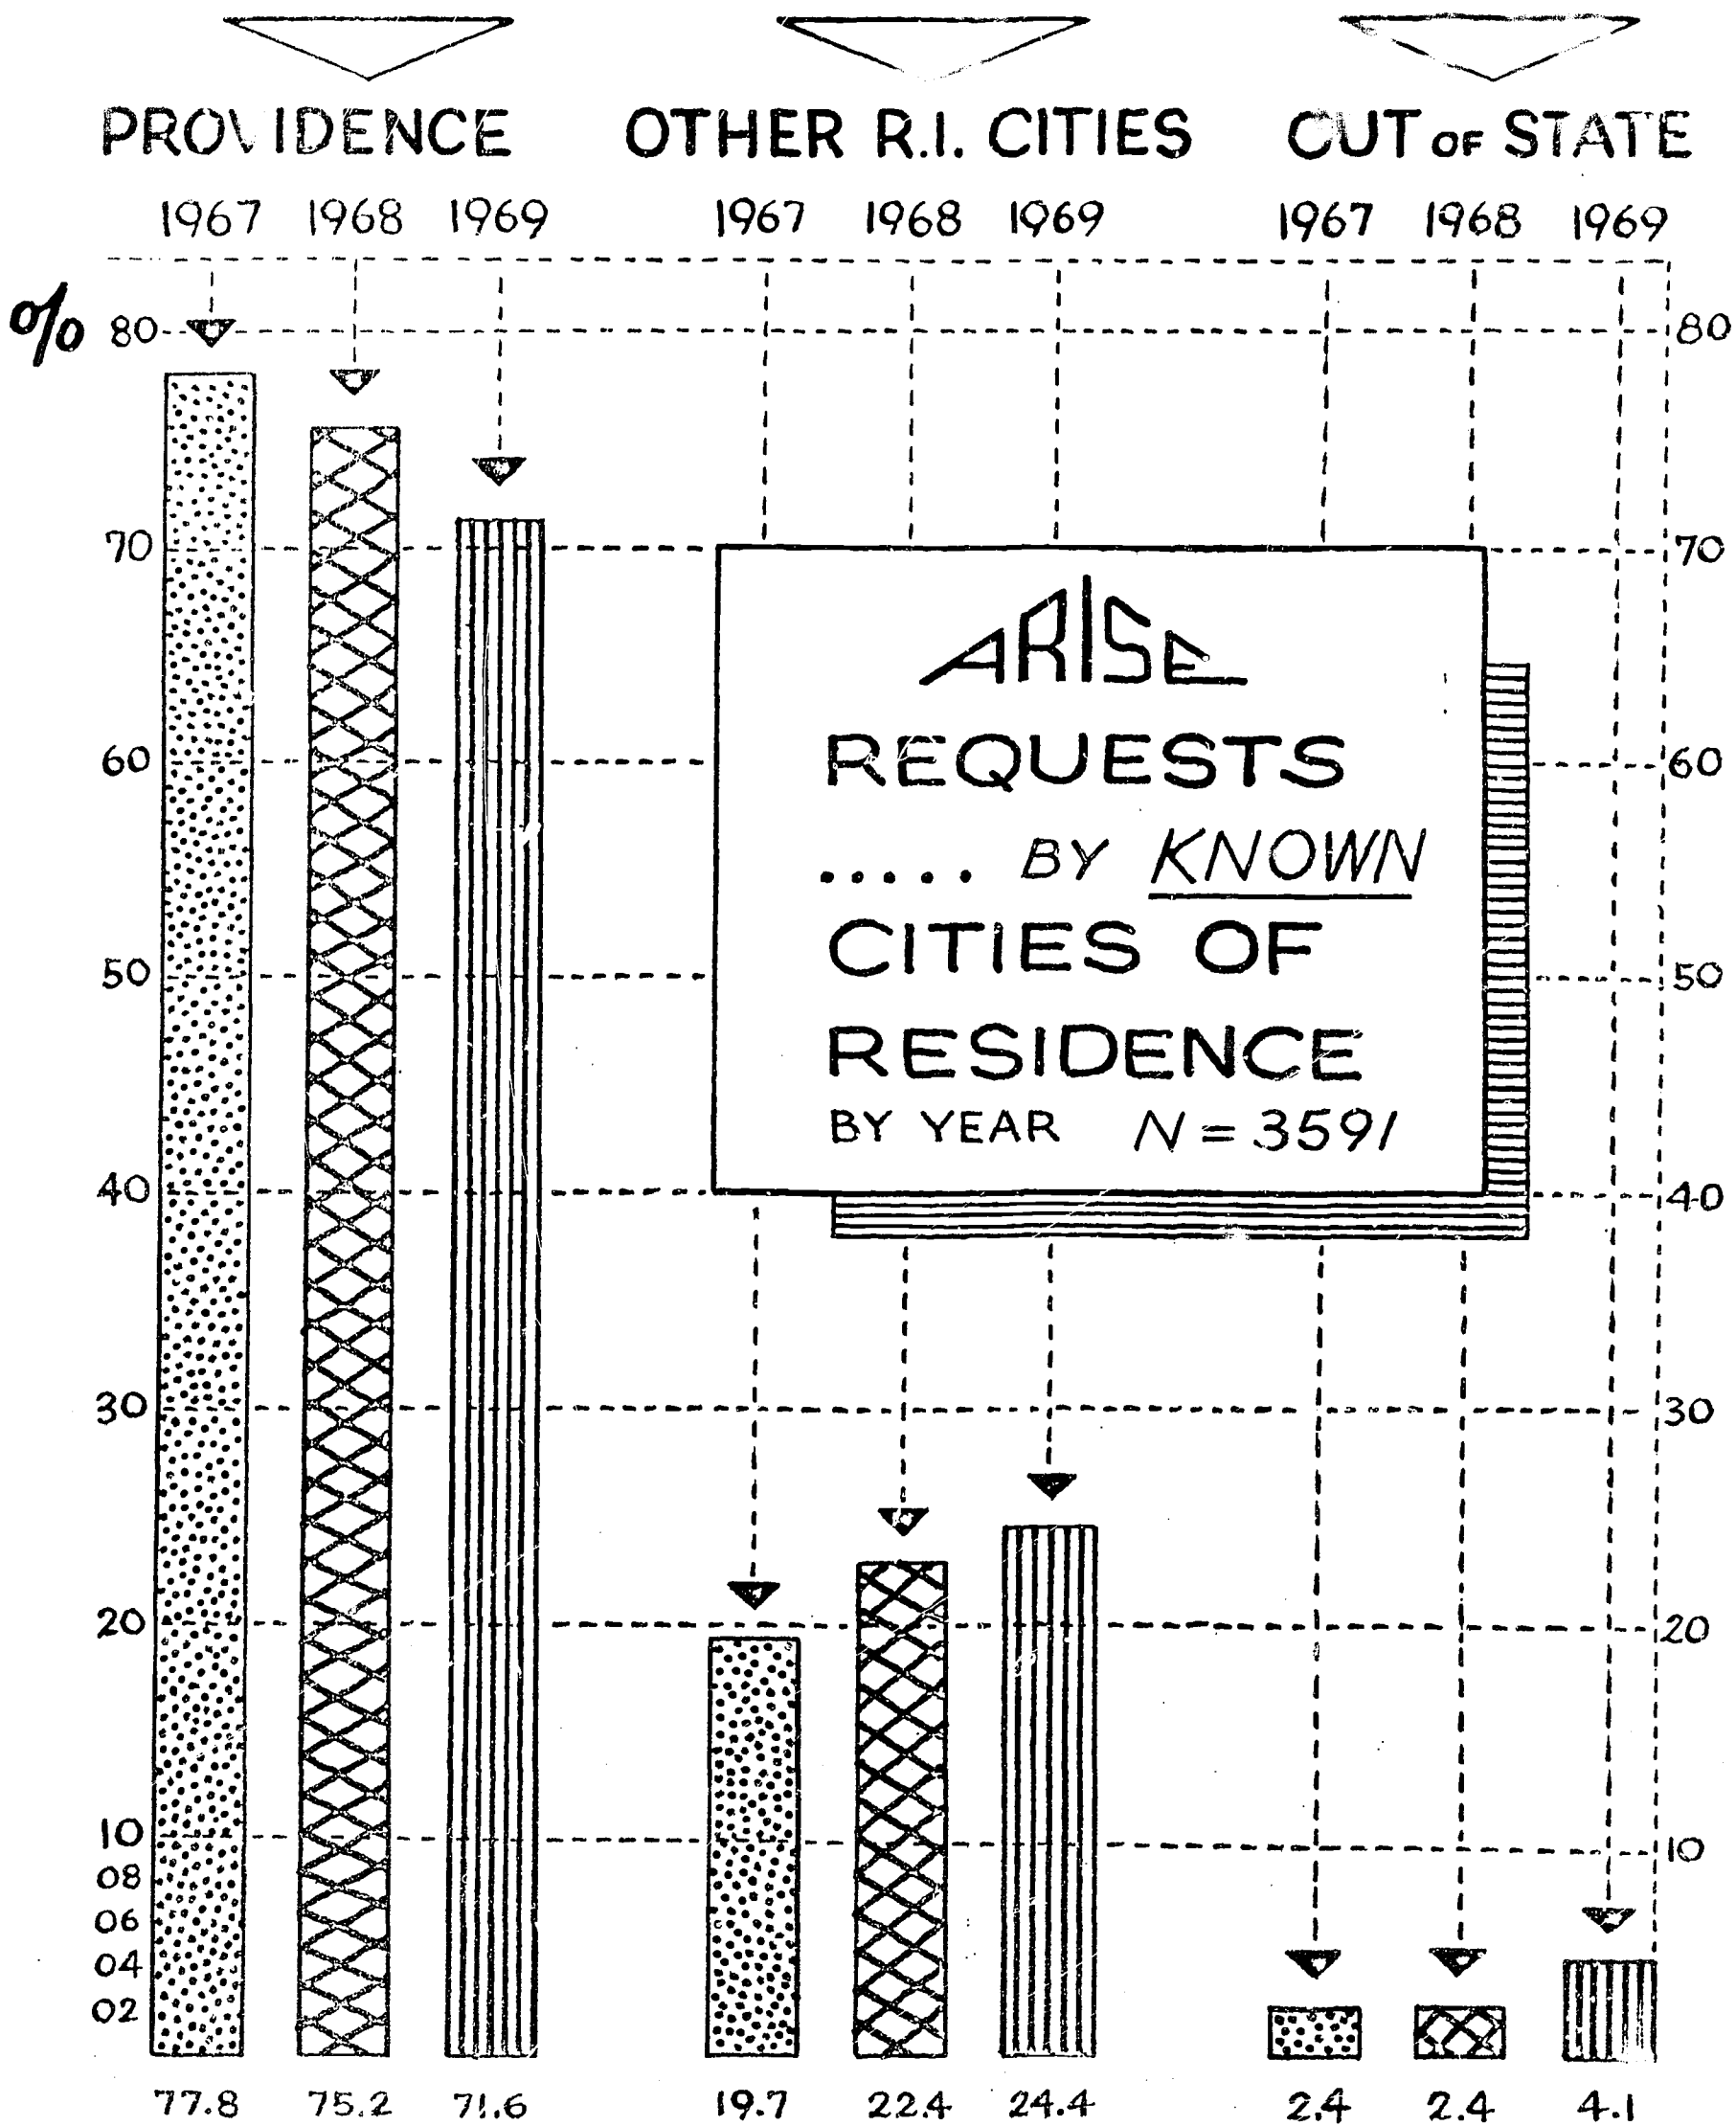 PROVIDENCE OTHER R.I. CITIES OUT OF STATE
1967 1968 1969 1967 1968 1969 1967 1968 1969
%
80 80
70 70
ARISE
REQUESTS
60 60
..... BY KNOWN
CITIES OF
50 50
RESIDENCE
BY YEAR N = 3591
40 40
30 30
20 20
10 10
08
06
04
02
77.8 75.2 71.6 19.7 22.4 24.4 2.4 2.4 4.1